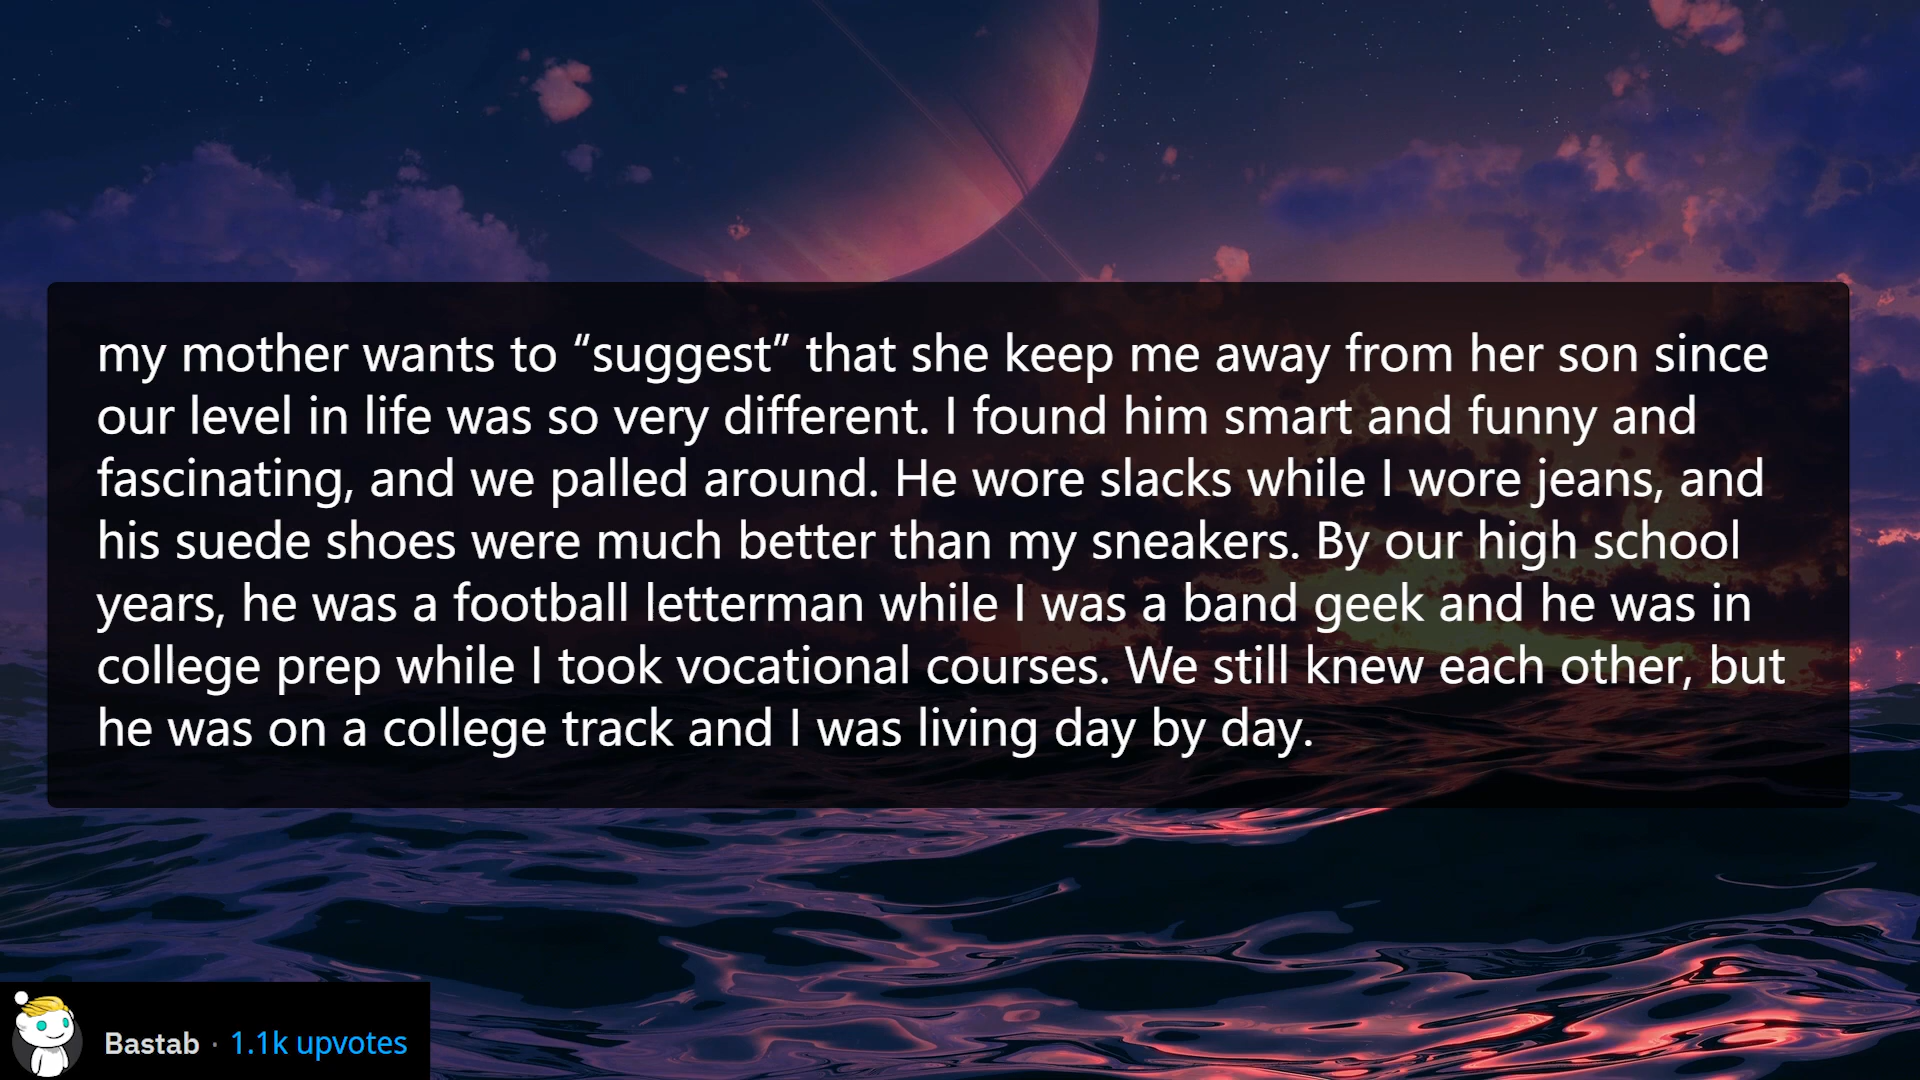 my mother wants to “suggest” that she keep me away from her son since
our level in life was so very different. I found him smart and funny and
fascinating, and we palled around. He wore slacks while I wore jeans, and
his suede shoes were much better than my sneakers. By our high school
years, he was a football letterman while I was a band geek and he was in
college prep while I took vocational courses. We still knew each other, but
he was on a college track and I was living day by day.
Bastab · 1.1k upvotes